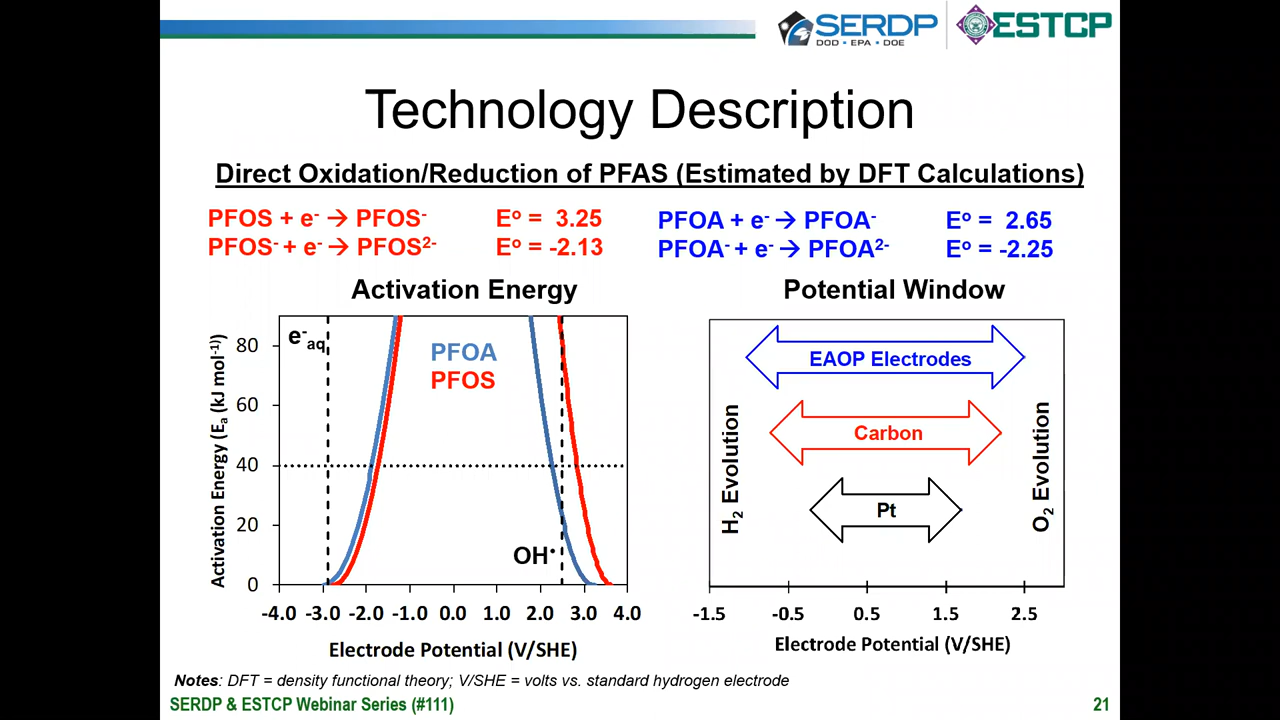 SERDP
DOD • EPA • DOE
ESTCP
Technology Description
Direct Oxidation/Reduction of PFAS (Estimated by DFT Calculations)
PFOS + e⁻ → PFOS⁻ Eº = 3.25
PFOS⁻ + e⁻ → PFOS²⁻ Eº = -2.13
PFOA + e⁻ → PFOA⁻ Eº = 2.65
PFOA⁻ + e⁻ → PFOA²⁻ Eº = -2.25
Activation Energy
Activation Energy (Eₐ (kJ mol⁻¹)
80
60
40
20
0
e⁻aq
PFOA
PFOS
OH•
-4.0 -3.0 -2.0 -1.0 0.0 1.0 2.0 3.0 4.0
Electrode Potential (V/SHE)
Potential Window
EAOP Electrodes
Carbon
Pt
H₂ Evolution
O₂ Evolution
-1.5 -0.5 0.5 1.5 2.5
Electrode Potential (V/SHE)
Notes: DFT = density functional theory; V/SHE = volts vs. standard hydrogen electrode
SERDP & ESTCP Webinar Series (#111)
21